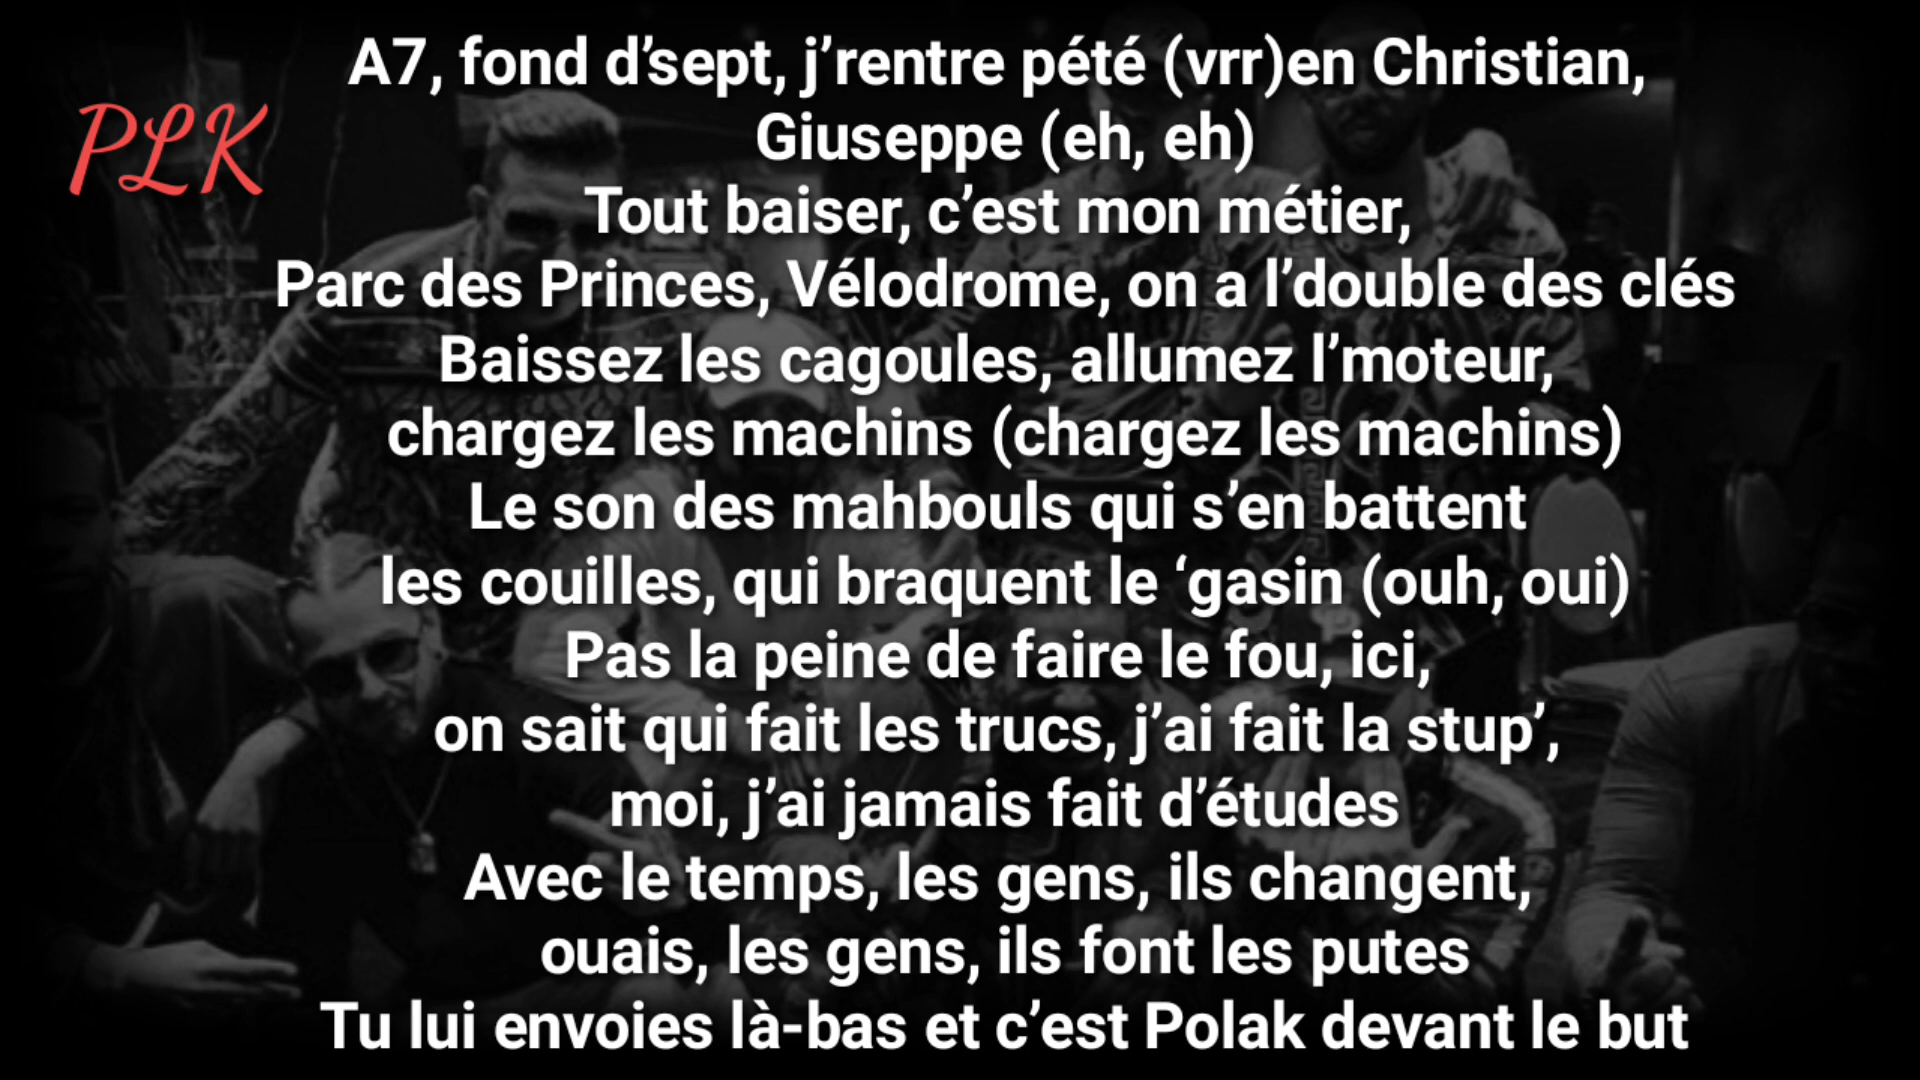 A7, fond d’sept, j’rentre pété (vrr)en Christian,
PLK
Giuseppe (eh, eh)
Tout baiser, c’est mon métier,
Parc des Princes, Vélodrome, on a l’double des clés
Baissez les cagoules, allumez l’moteur,
chargez les machins (chargez les machins)
Le son des mahbouls qui s’en battent
les couilles, qui braquent le ‘gasin (ouh, oui)
Pas la peine de faire le fou, ici,
on sait qui fait les trucs, j’ai fait la stup’,
moi, j’ai jamais fait d’études
Avec le temps, les gens, ils changent,
ouais, les gens, ils font les putes
Tu lui envoies là-bas et c’est Polak devant le but